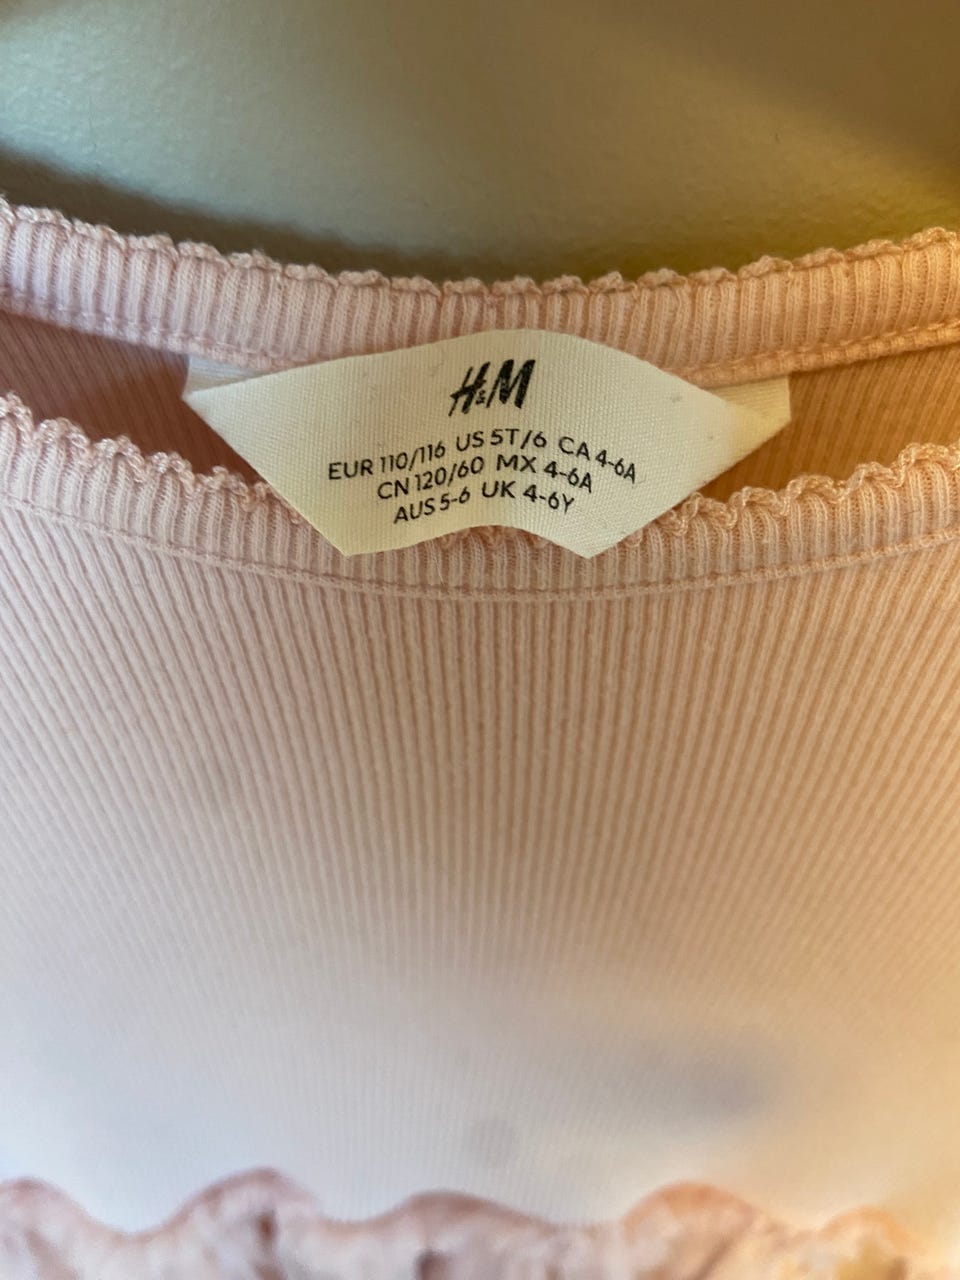 H&M
EUR 110/116 US 5T/6 CA 4-6A
CN 120/60 MX 4-6A
AUS 5-6 UK 4-6Y